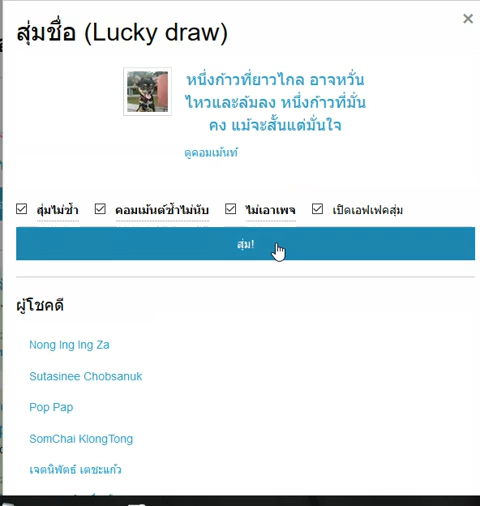 สุ่มชื่อ (Lucky draw)
×
หนึ่งก้าวที่ยาวไกล อาจหวั่น
ไหวและล้มลง หนึ่งก้าวที่มั่น
คง แม้จะสั้นแต่มั่นใจ
ดูคอมเม้นท์
สุ่มไม่ซ้ำ คอมเม้นต์ซ้ำไม่นับ ไม่เอาเพจ เปิดเอฟเฟคสุ่ม
สุ่ม!
ผู้โชคดี
Nong Ing Ing Za
Sutasinee Chobsanuk
Pop Pap
SomChai KlongTong
เจตนิพัตธ์ เตชะแก้ว